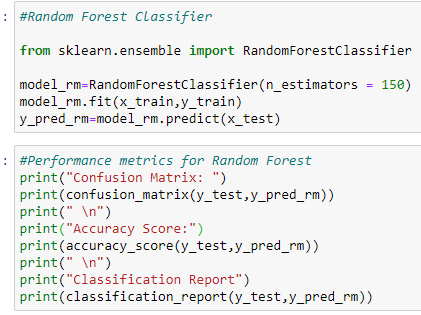 : #Random Forest Classifier
from sklearn.ensemble import RandomForestClassifier
model_rm=RandomForestClassifier(n_estimators = 150)
model_rm.fit(x_train,y_train)
y_pred_rm=model_rm.predict(x_test)
: #Performance metrics for Random Forest
print("Confusion Matrix: ")
print(confusion_matrix(y_test,y_pred_rm))
print(" \n")
print("Accuracy Score:")
print(accuracy_score(y_test,y_pred_rm))
print(" \n")
print("Classification Report")
print(classification_report(y_test,y_pred_rm))